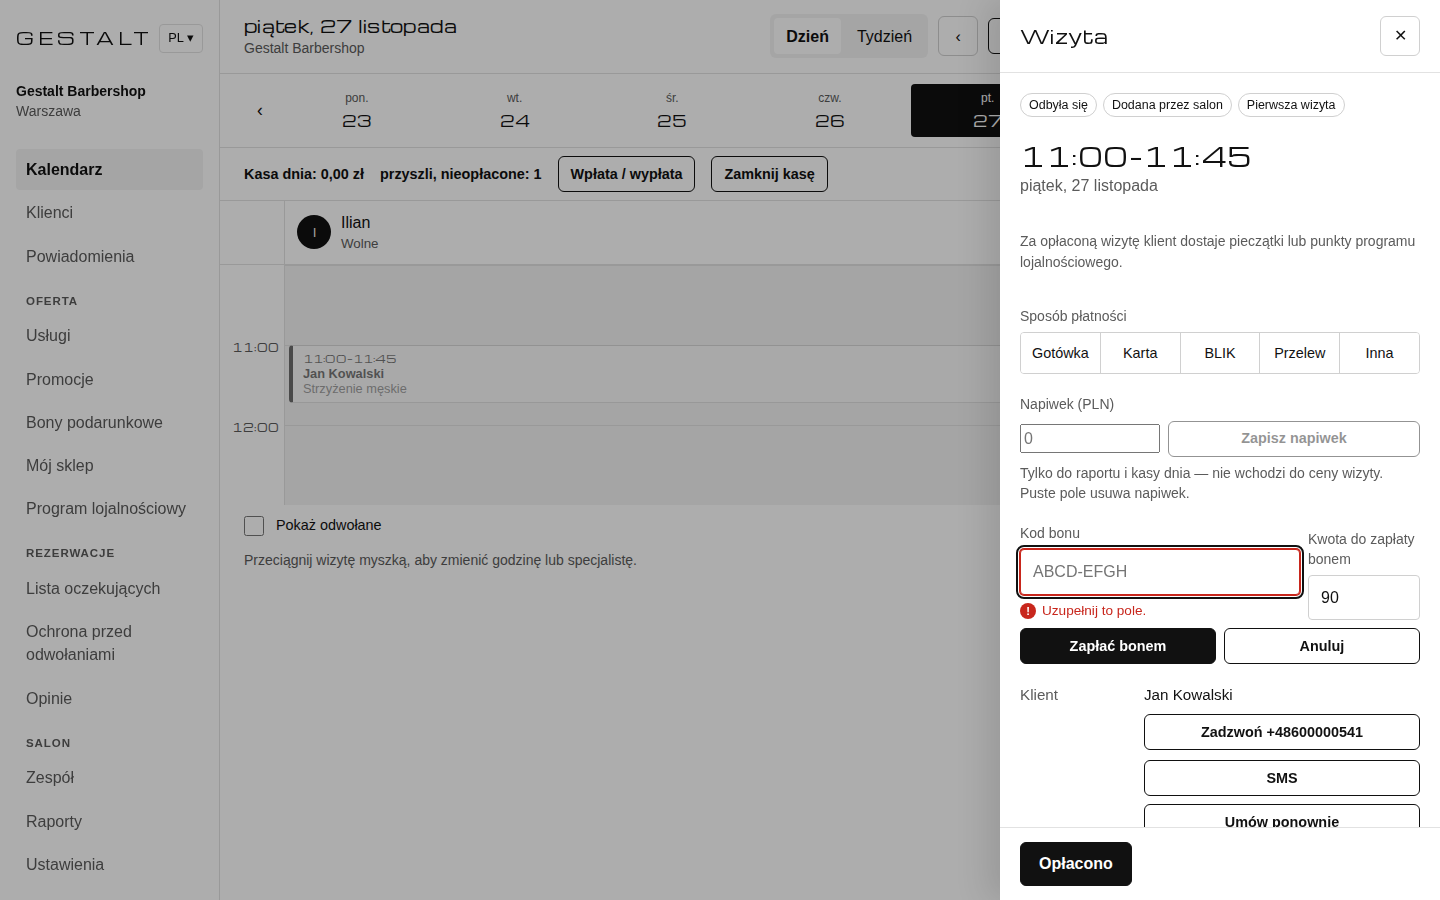 GESTALT
PL ▾
Gestalt Barbershop
Warszawa
Kalendarz
Klienci
Powiadomienia
OFERTA
Usługi
Promocje
Bony podarunkowe
Mój sklep
Program lojalnościowy
REZERWACJE
Lista oczekujących
Ochrona przed
odwołaniami
Opinie
SALON
Zespół
Raporty
Ustawienia
piątek, 27 listopada
Gestalt Barbershop
Dzień
Tydzień
‹
‹
pon.
23
wt.
24
śr.
25
czw.
26
pt.
27
Kasa dnia: 0,00 zł
przyszli, nieopłacone: 1
Wpłata / wypłata
Zamknij kasę
I
Ilian
Wolne
11:00
11:00-11:45
Jan Kowalski
Strzyżenie męskie
12:00
Pokaż odwołane
Przeciągnij wizytę myszką, aby zmienić godzinę lub specjalistę.
Wizyta
✕
Odbyła się
Dodana przez salon
Pierwsza wizyta
11:00-11:45
piątek, 27 listopada
Za opłaconą wizytę klient dostaje pieczątki lub punkty programu
lojalnościowego.
Sposób płatności
Gotówka
Karta
BLIK
Przelew
Inna
Napiwek (PLN)
0
Zapisz napiwek
Tylko do raportu i kasy dnia — nie wchodzi do ceny wizyty.
Puste pole usuwa napiwek.
Kod bonu
ABCD-EFGH
! Uzupełnij to pole.
Kwota do zapłaty
bonem
90
Zapłać bonem
Anuluj
Klient
Jan Kowalski
Zadzwoń +48600000541
SMS
Umów ponownie
Opłacono